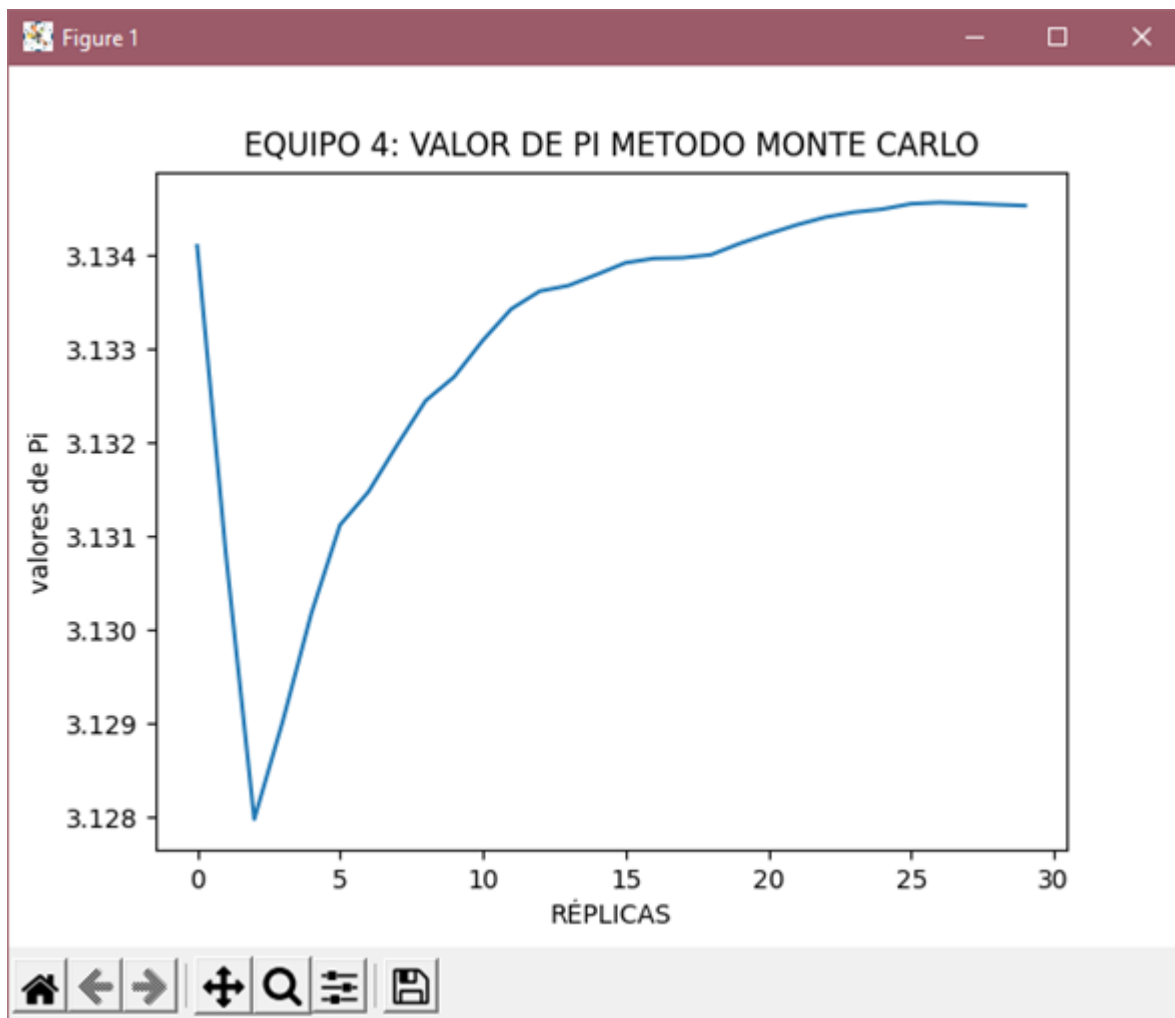 Figure 1
EQUIPO 4: VALOR DE PI METODO MONTE CARLO
valores de Pi
3.134
3.133
3.132
3.131
3.130
3.129
3.128
0 5 10 15 20 25 30
RÉPLICAS